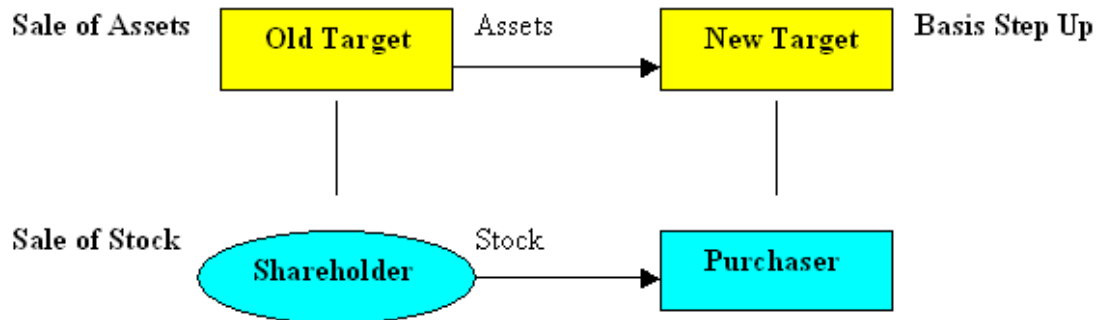 Sale of Assets Old Target Assets New Target Basis Step Up
Sale of Stock Shareholder Stock Purchaser